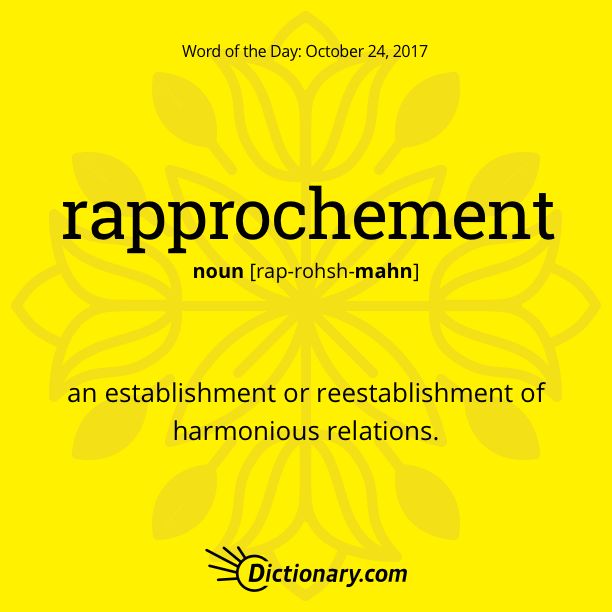 Word of the Day: October 24, 2017
rapprochement
noun [rap-rohsh-mahn]
an establishment or reestablishment of
harmonious relations.
Dictionary.com